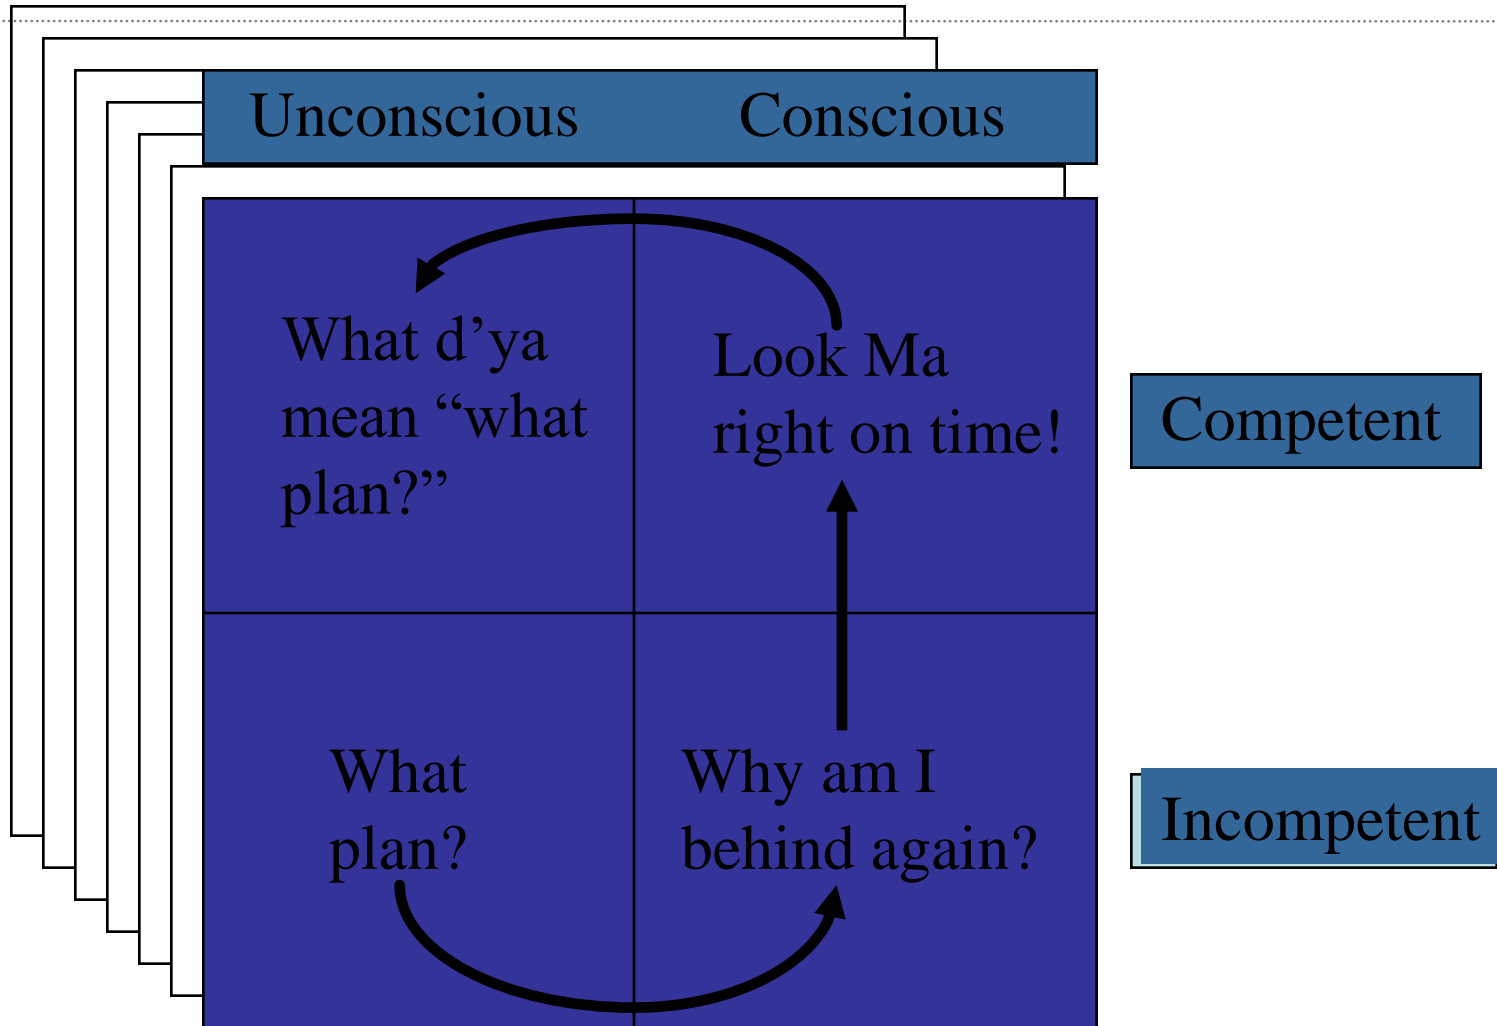 Unconscious Conscious
What d’ya
mean “what
plan?”
Look Ma
right on time!
Competent
What
plan?
Why am I
behind again?
Incompetent